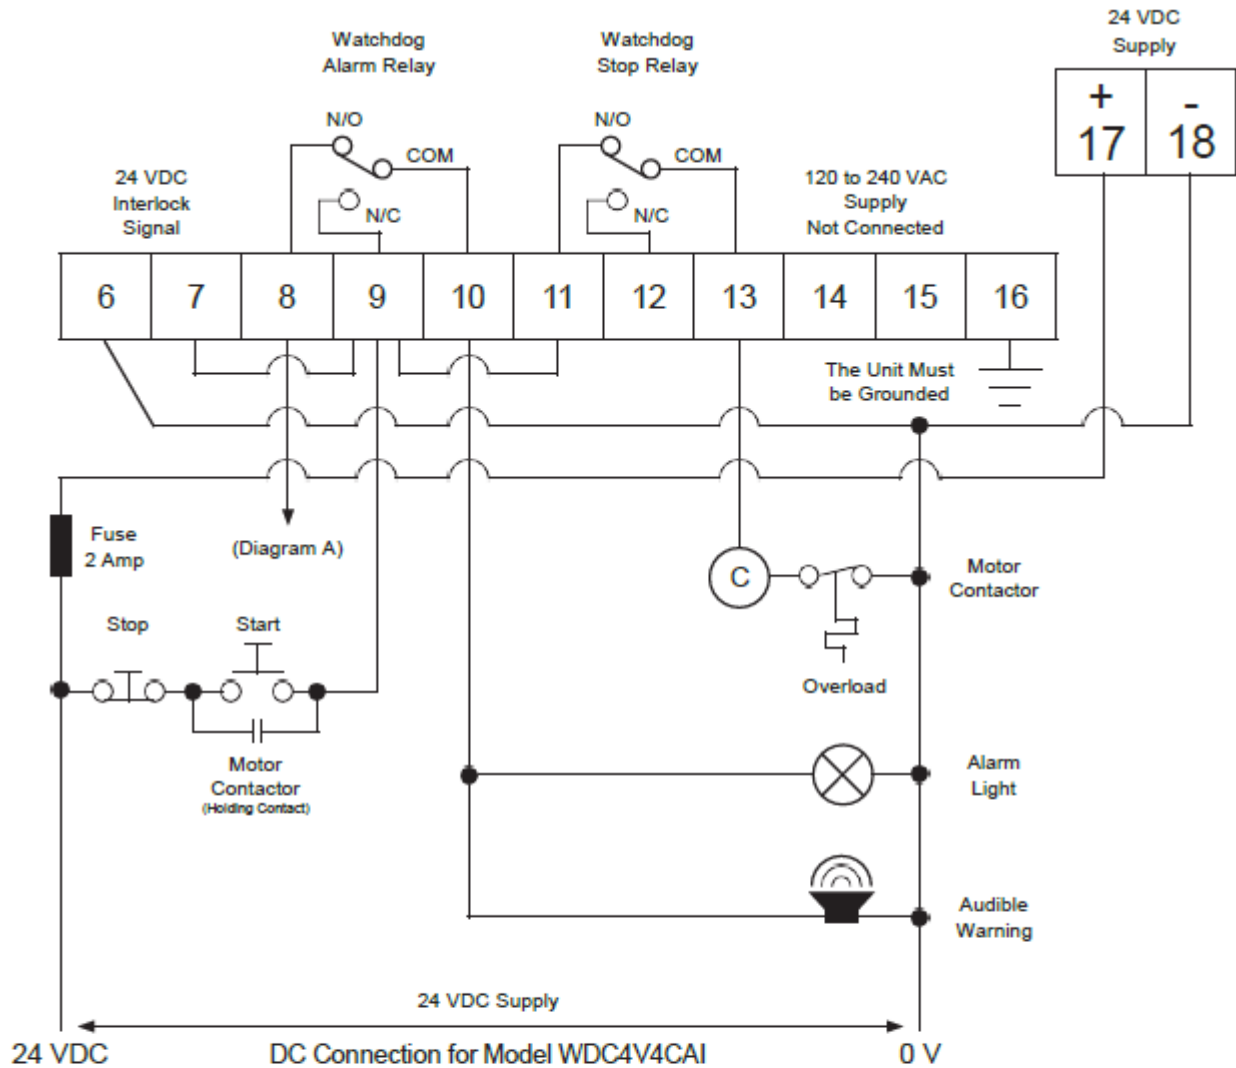 24 VDC
Supply
Watchdog
Alarm Relay
Watchdog
Stop Relay
+
17
-
18
N/O
COM
N/C
N/O
COM
N/C
24 VDC
Interlock
Signal
120 to 240 VAC
Supply
Not Connected
6
7
8
9
10
11
12
13
14
15
16
The Unit Must
be Grounded
Fuse
2 Amp
(Diagram A)
C
Motor
Contactor
Stop
Start
Overload
Motor
Contactor
(Holding Contact)
Alarm
Light
Audible
Warning
24 VDC Supply
24 VDC
DC Connection for Model WDC4V4CAI
0 V